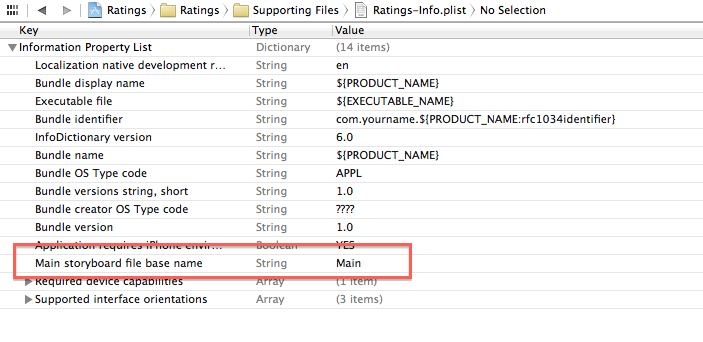 Ratings Ratings Supporting Files Ratings-Info.plist No Selection
Key Type Value
Information Property List Dictionary (14 items)
Localization native development r... String en
Bundle display name String ${PRODUCT_NAME}
Executable file String ${EXECUTABLE_NAME}
Bundle identifier String com.yourname.${PRODUCT_NAME:rfc1034identifier}
InfoDictionary version String 6.0
Bundle name String ${PRODUCT_NAME}
Bundle OS Type code String APPL
Bundle versions string, short String 1.0
Bundle creator OS Type code String ????
Bundle version String 1.0
Application requires iPhone envir... Boolean YES
Main storyboard file base name String Main
Required device capabilities Array (1 item)
Supported interface orientations Array (3 items)